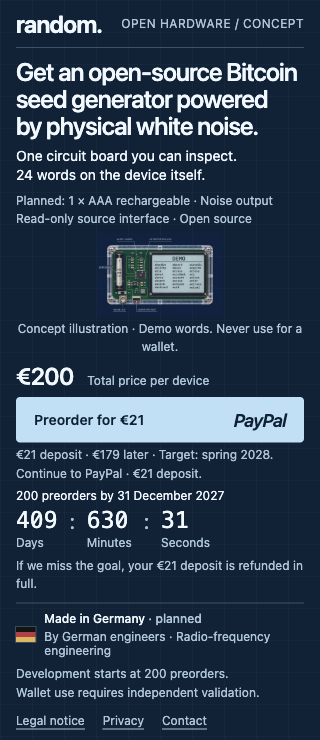 random. OPEN HARDWARE / CONCEPT
Get an open-source Bitcoin
seed generator powered
by physical white noise.
One circuit board you can inspect.
24 words on the device itself.
Planned: 1 × AAA rechargeable · Noise output
Read-only source interface · Open source
DEMO
Concept illustration · Demo words. Never use for a
wallet.
€200 Total price per device
Preorder for €21 PayPal
€21 deposit · €179 later · Target: spring 2028.
Continue to PayPal · €21 deposit.
200 preorders by 31 December 2027
409 : 630 : 31
Days Minutes Seconds
If we miss the goal, your €21 deposit is refunded in
full.
Made in Germany · planned
By German engineers · Radio-frequency
engineering
Development starts at 200 preorders.
Wallet use requires independent validation.
Legal notice Privacy Contact